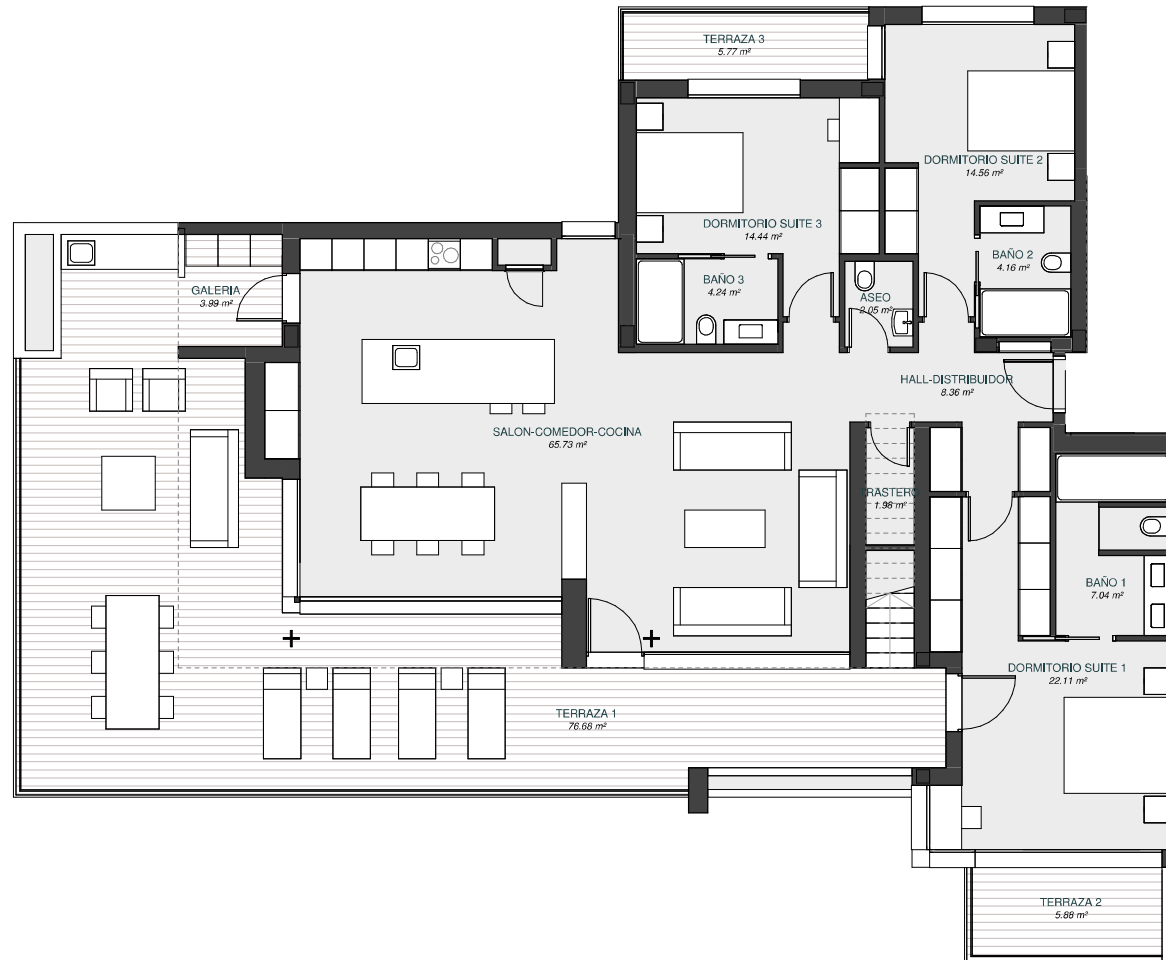 TERRAZA 3
5.77 m²
DORMITORIO SUITE 2
14.56 m²
DORMITORIO SUITE 3
14.44 m²
BAÑO 2
4.16 m²
BAÑO 3
4.24 m²
GALERIA
3.99 m²
ASEO
2.05 m²
HALL-DISTRIBUIDOR
8.36 m²
SALON-COMEDOR-COCINA
65.73 m²
TRASTERO
1.98 m²
BAÑO 1
7.04 m²
DORMITORIO SUITE 1
22.11 m²
TERRAZA 1
76.68 m²
TERRAZA 2
5.88 m²